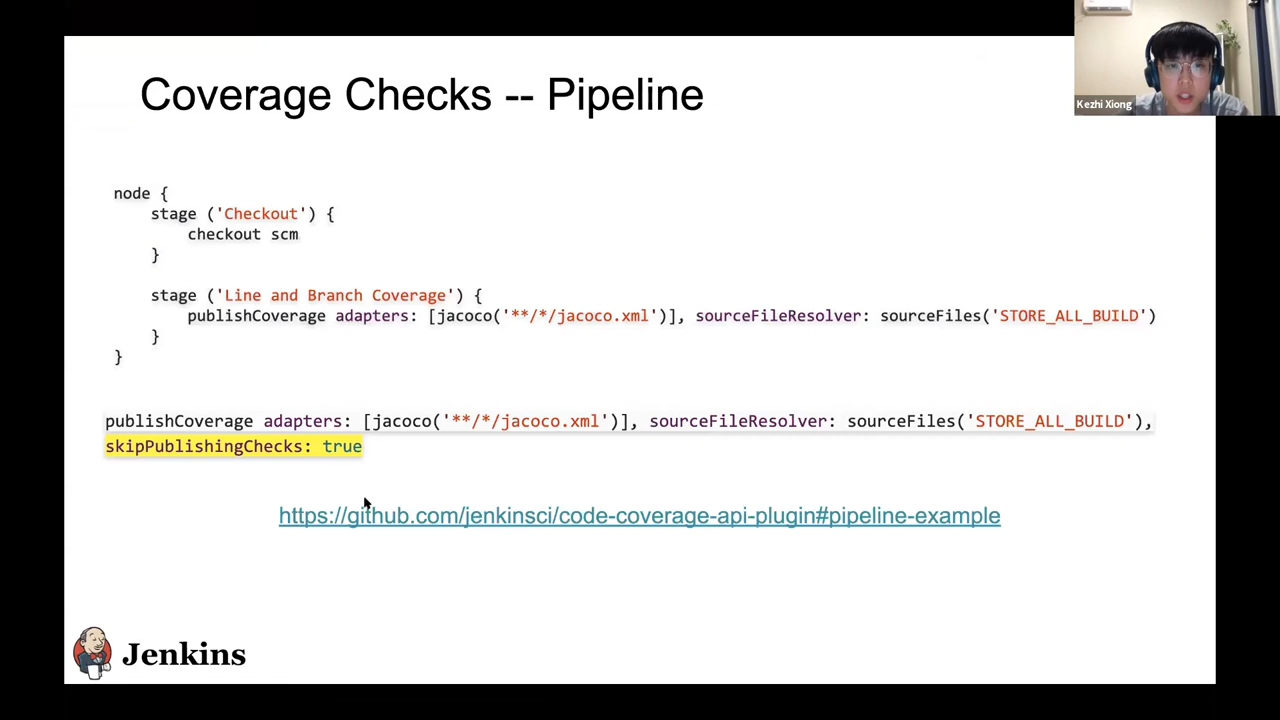 Coverage Checks -- Pipeline
Kezhi Xiong
node {
stage ('Checkout') {
checkout scm
}
stage ('Line and Branch Coverage') {
publishCoverage adapters: [jacoco('**/*/jacoco.xml')], sourceFileResolver: sourceFiles('STORE_ALL_BUILD')
}
}
publishCoverage adapters: [jacoco('**/*/jacoco.xml')], sourceFileResolver: sourceFiles('STORE_ALL_BUILD'),
skipPublishingChecks: true
https://github.com/jenkinsci/code-coverage-api-plugin#pipeline-example
Jenkins